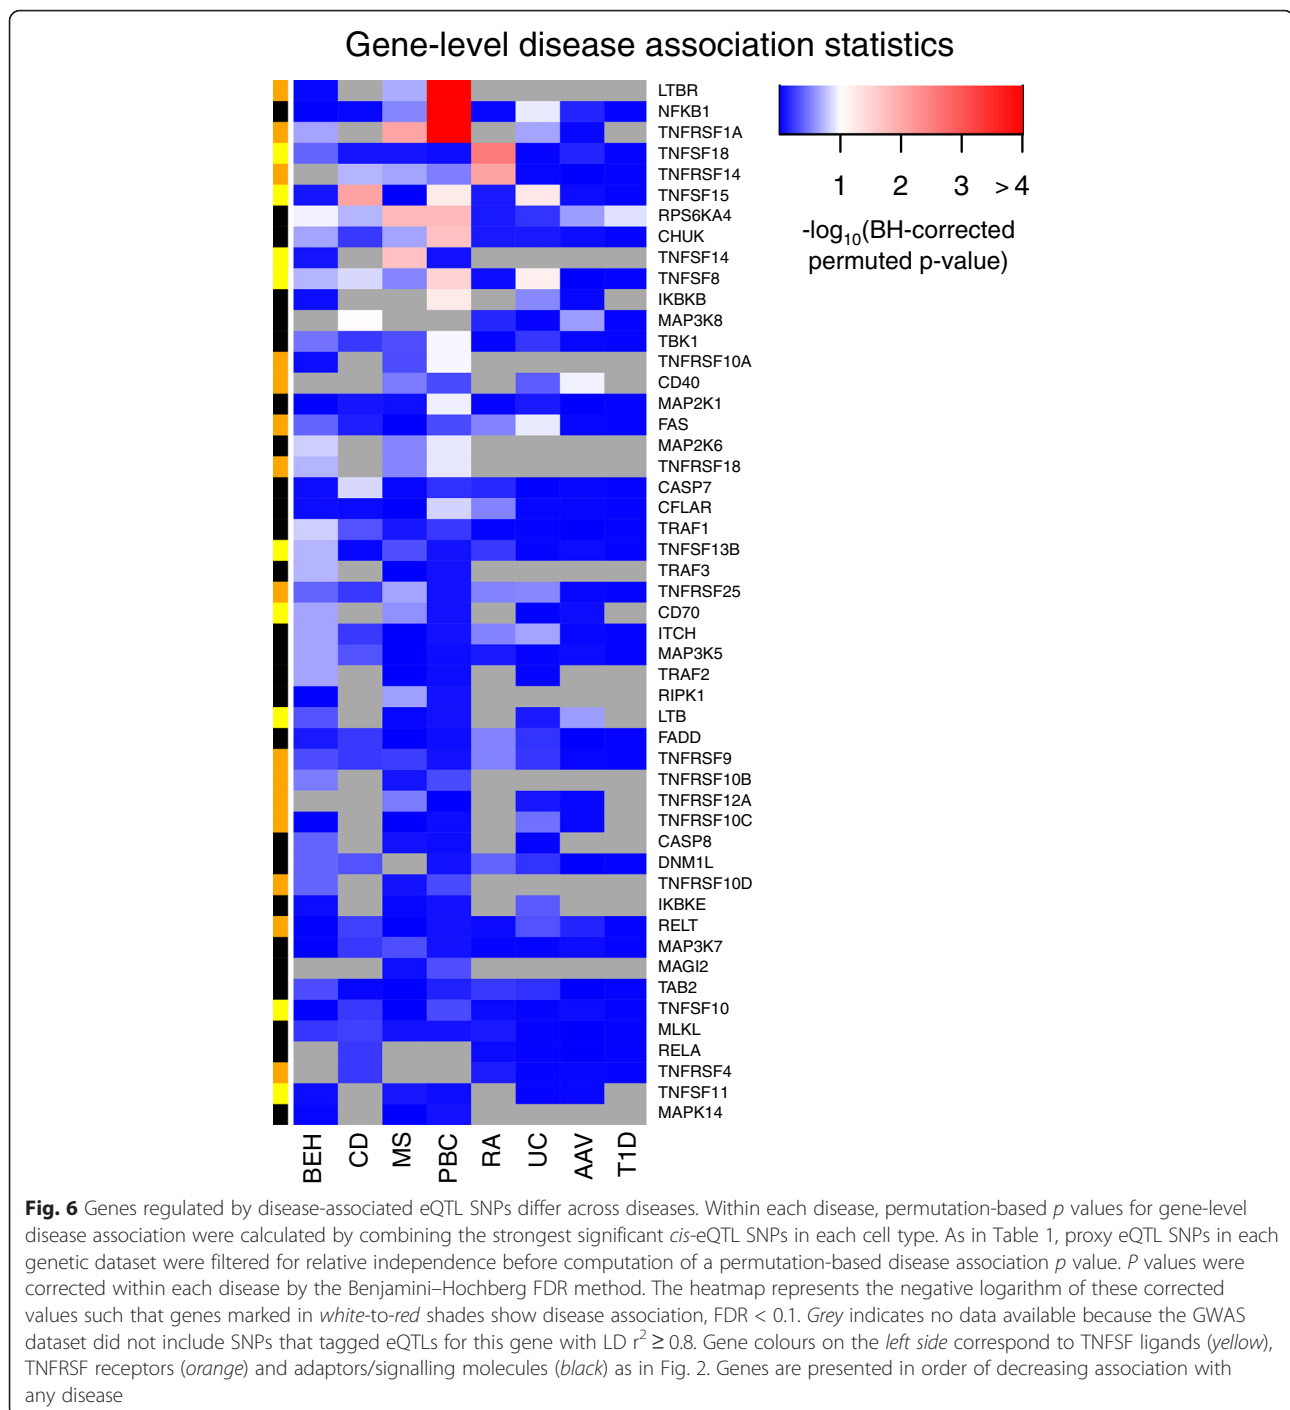 Gene-level disease association statistics
LTBR
NFKB1
TNFRSF1A
TNFSF18
TNFRSF14
TNFSF15
RPS6KA4
CHUK
TNFSF14
TNFSF8
IKBKB
MAP3K8
TBK1
TNFRSF10A
CD40
MAP2K1
FAS
MAP2K6
TNFRSF18
CASP7
CFLAR
TRAF1
TNFSF13B
TRAF3
TNFRSF25
CD70
ITCH
MAP3K5
TRAF2
RIPK1
LTB
FADD
TNFRSF9
TNFRSF10B
TNFRSF12A
TNFRSF10C
CASP8
DNM1L
TNFRSF10D
IKBKE
RELT
MAP3K7
MAGI2
TAB2
TNFSF10
MLKL
RELA
TNFRSF4
TNFSF11
MAPK14
1 2 3 > 4
-log10(BH-corrected
permuted p-value)
BEH CD MS PBC RA UC AAV T1D
Fig. 6 Genes regulated by disease-associated eQTL SNPs differ across diseases. Within each disease, permutation-based p values for gene-level
disease association were calculated by combining the strongest significant cis-eQTL SNPs in each cell type. As in Table 1, proxy eQTL SNPs in each
genetic dataset were filtered for relative independence before computation of a permutation-based disease association p value. P values were
corrected within each disease by the Benjamini–Hochberg FDR method. The heatmap represents the negative logarithm of these corrected
values such that genes marked in white-to-red shades show disease association, FDR < 0.1. Grey indicates no data available because the GWAS
dataset did not include SNPs that tagged eQTLs for this gene with LD r² ≥ 0.8. Gene colours on the left side correspond to TNFSF ligands (yellow),
TNFRSF receptors (orange) and adaptors/signalling molecules (black) as in Fig. 2. Genes are presented in order of decreasing association with
any disease